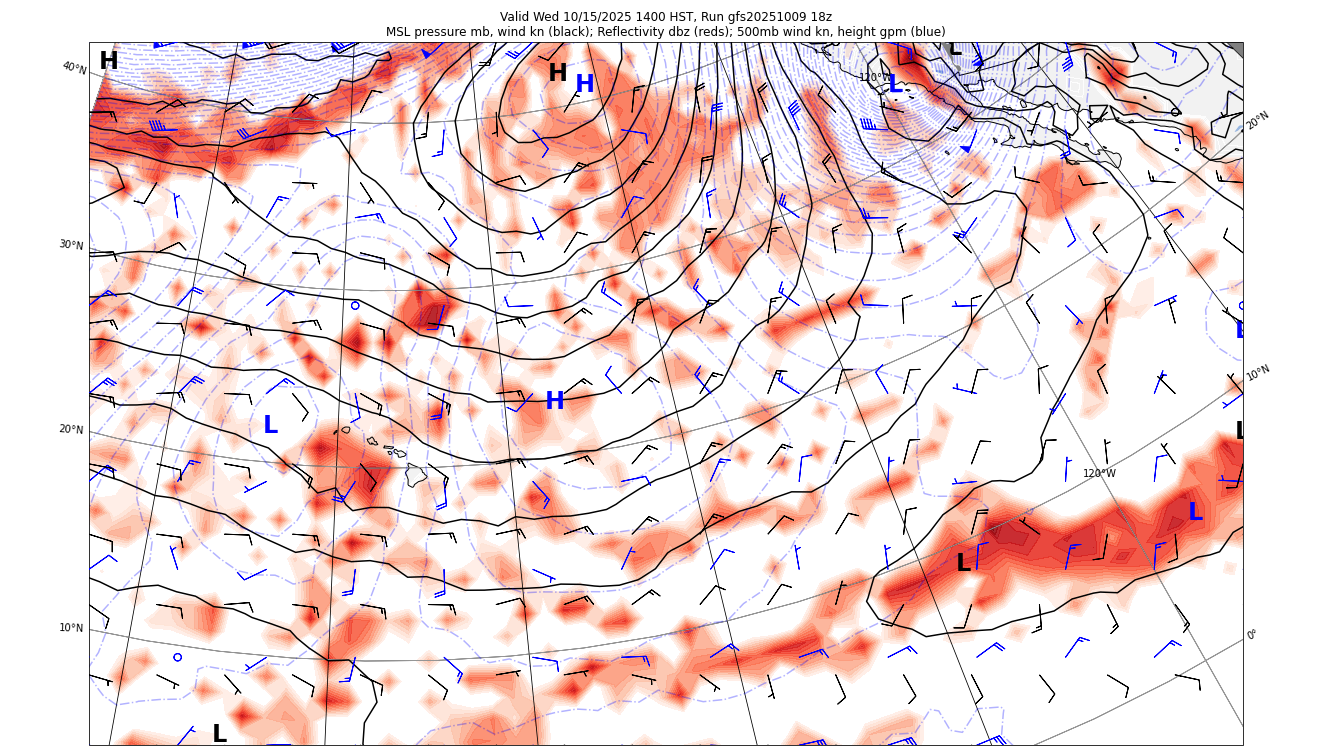 Valid Wed 10/15/2025 1400 HST, Run gfs20251009 18z
MSL pressure mb, wind kn (black); Reflectivity dbz (reds); 500mb wind kn, height gpm (blue)
H
H
H
L
L
120°W
40°N
20°N
30°N
L
10°N
H
L
20°N
L
120°W
L
L
10°N
0°
L